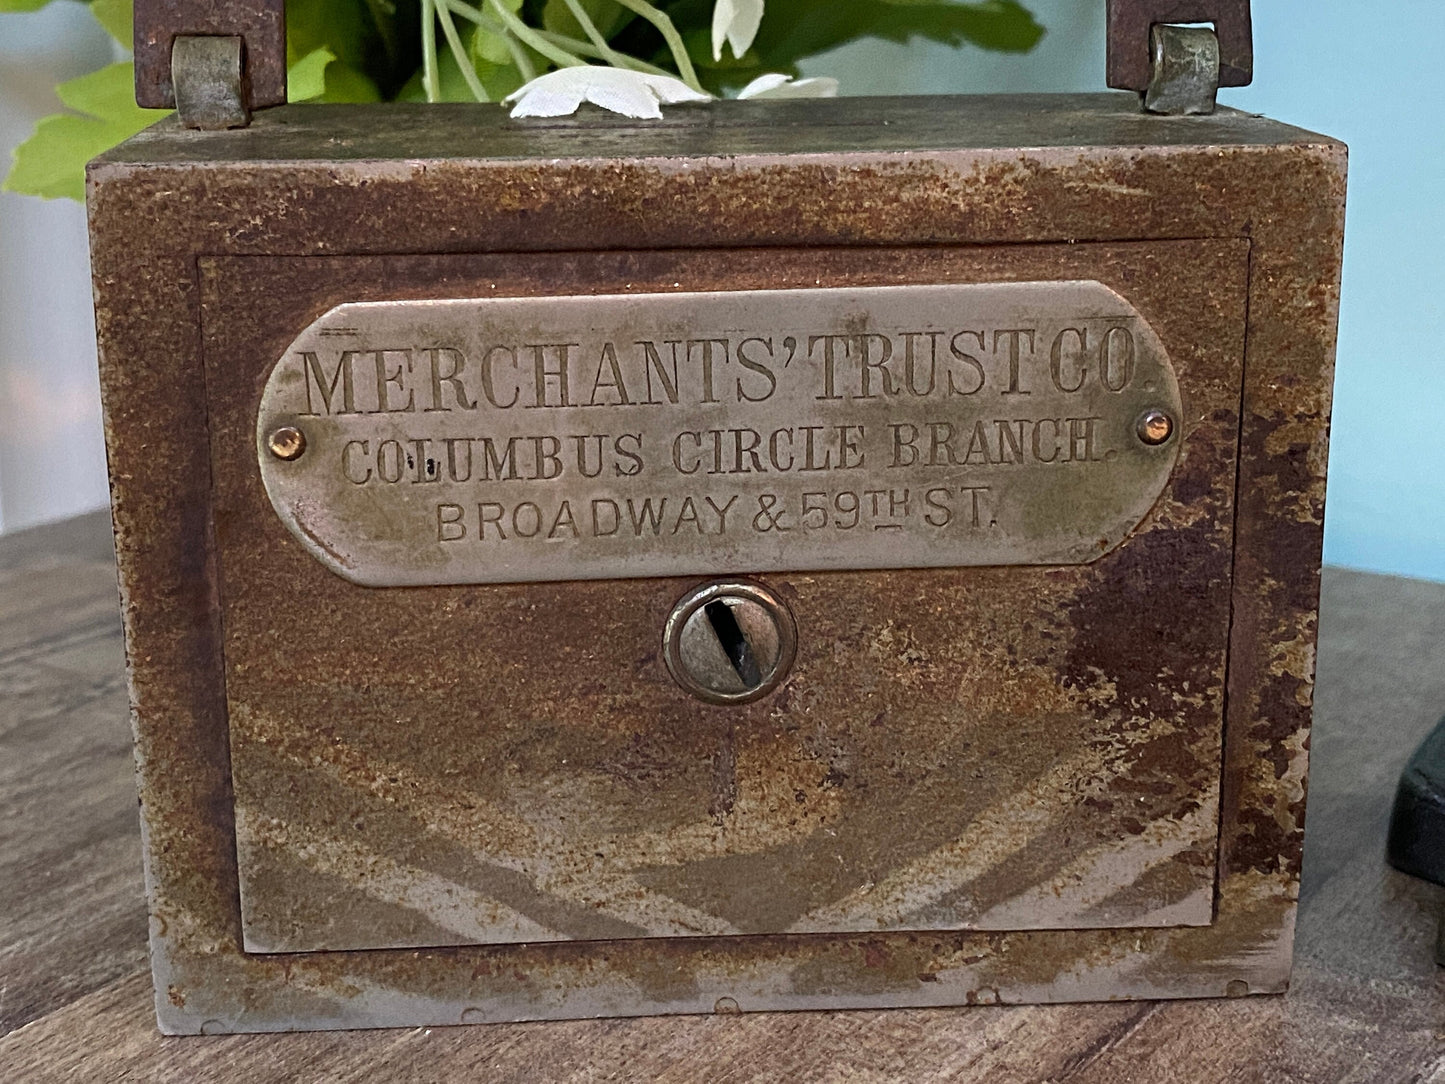 MERCHANTS' TRUST CO.
COLUMBUS CIRCLE BRANCH.
BROADWAY & 59TH ST.